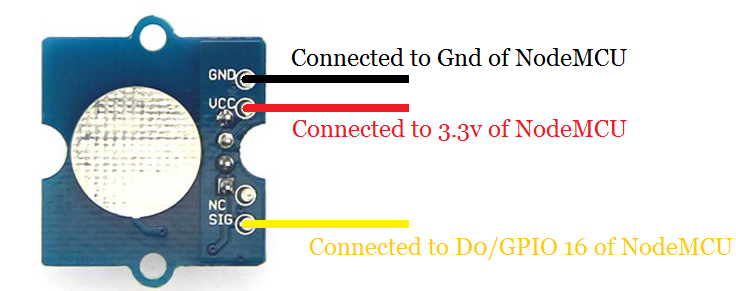 Connected to Gnd of NodeMCU
GND
VCC
Connected to 3.3v of NodeMCU
NC
SIG
Connected to D0/GPIO 16 of NodeMCU